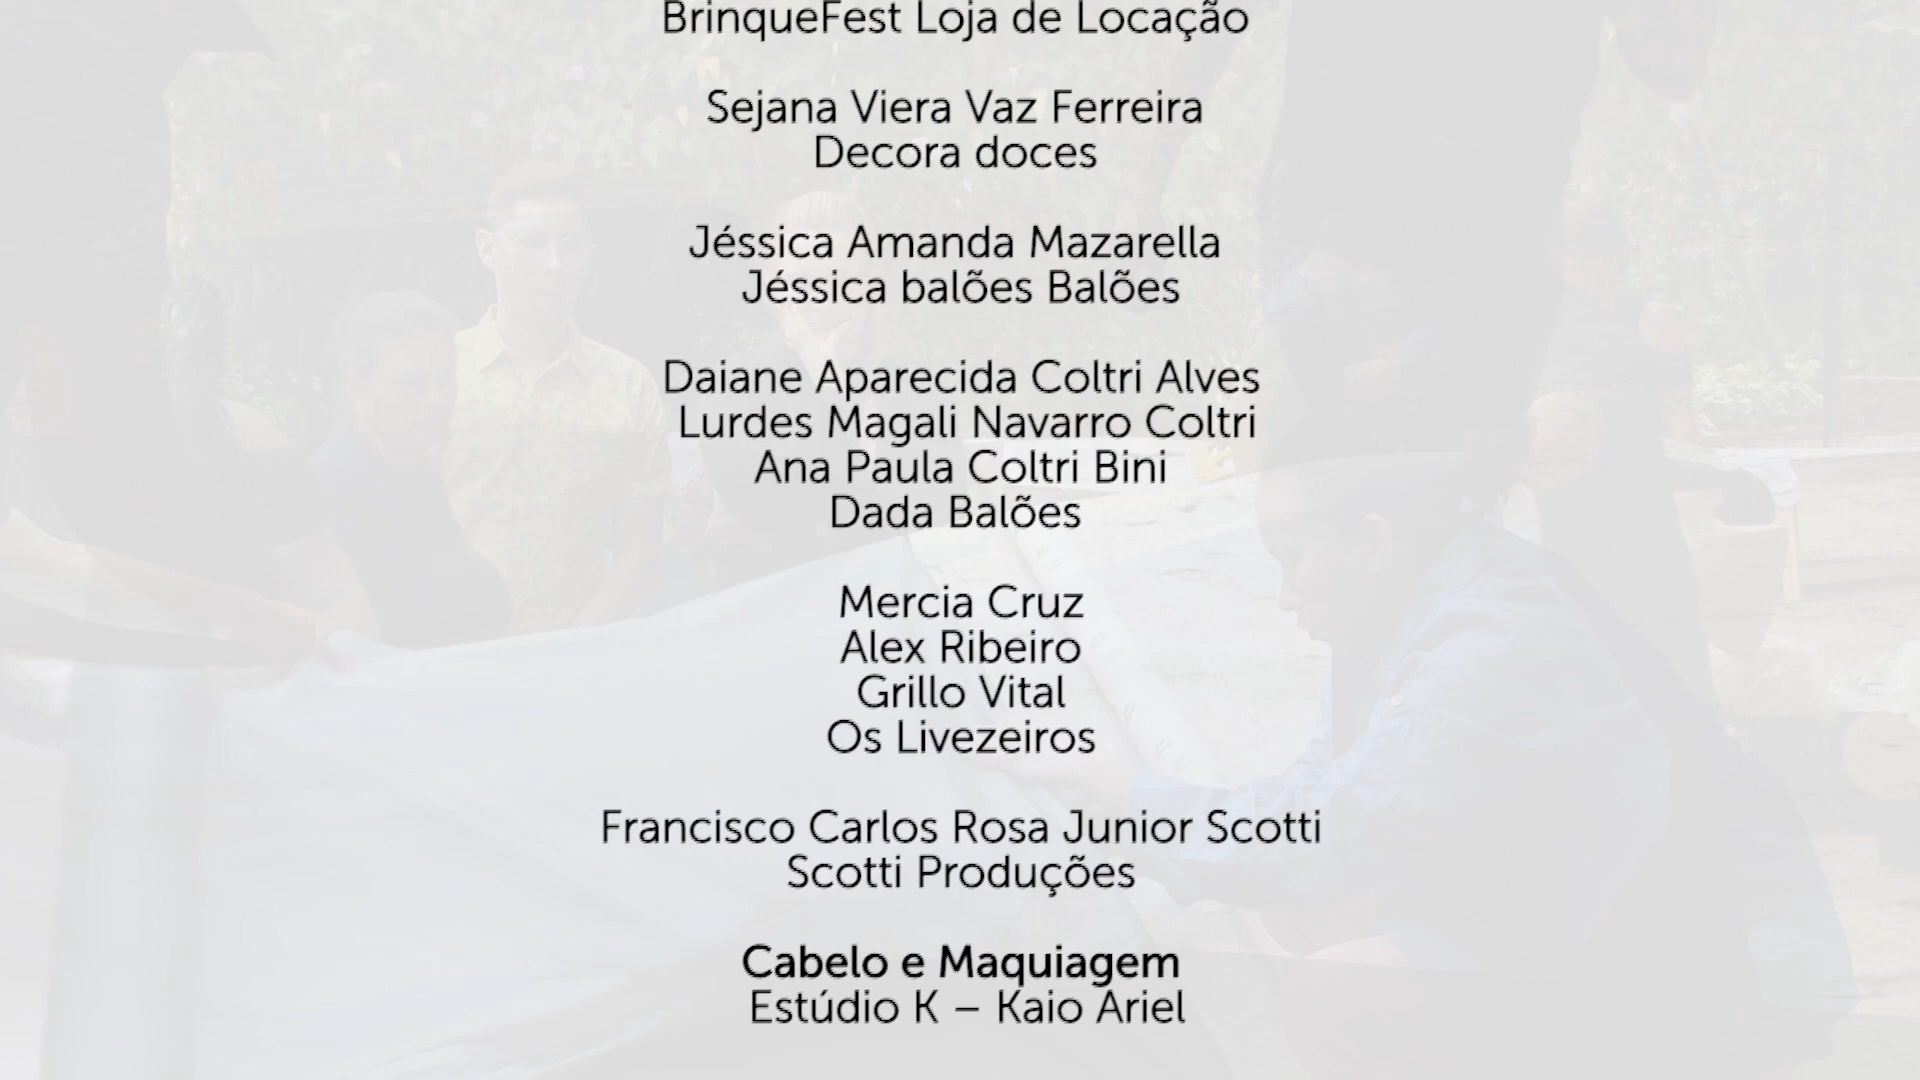 BrinqueFest Loja de Locação
Sejana Viera Vaz Ferreira
Decora doces
Jéssica Amanda Mazarella
Jéssica balões Balões
Daiane Aparecida Coltri Alves
Lurdes Magali Navarro Coltri
Ana Paula Coltri Bini
Dada Balões
Mercia Cruz
Alex Ribeiro
Grillo Vital
Os Livezeiros
Francisco Carlos Rosa Junior Scotti
Scotti Produções
Cabelo e Maquiagem
Estúdio K – Kaio Ariel